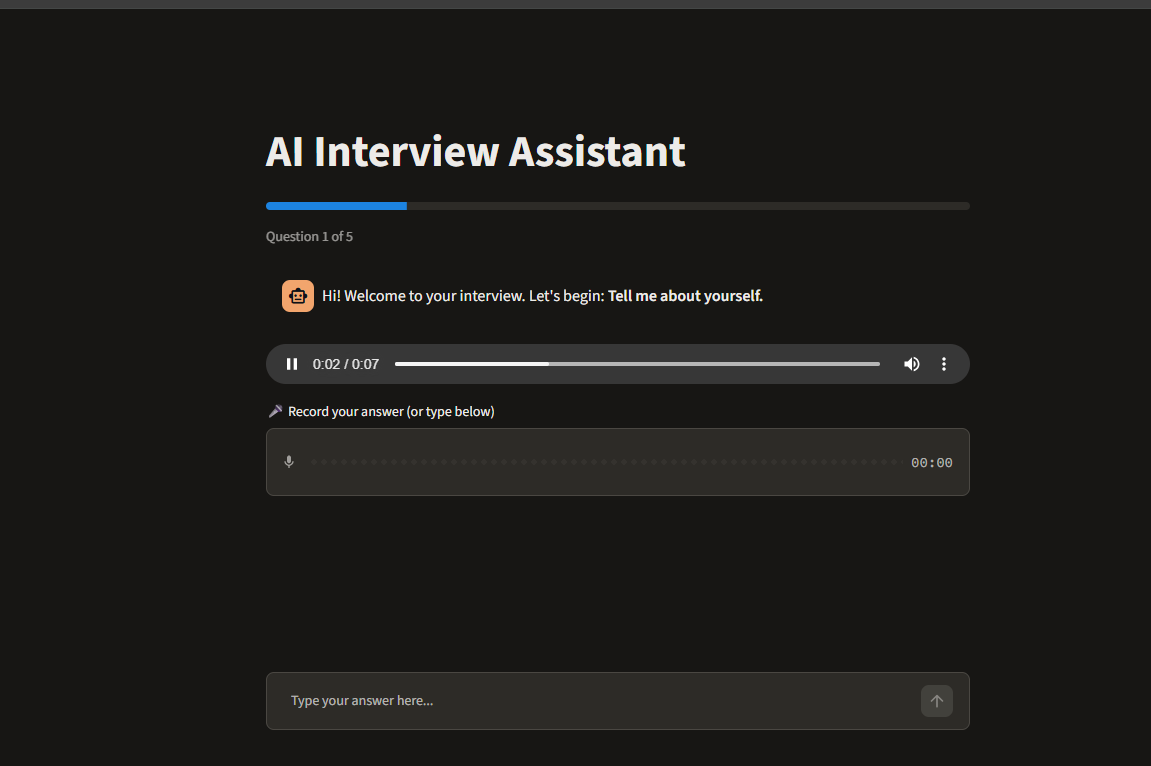 AI Interview Assistant
Question 1 of 5
Hi! Welcome to your interview. Let's begin: Tell me about yourself.
0:02 / 0:07
Record your answer (or type below)
00:00
Type your answer here...